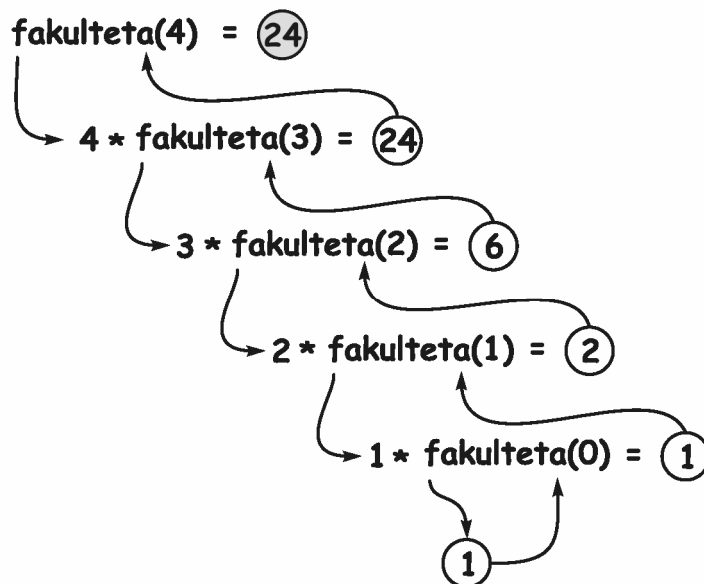 fakulteta(4) = 24
4 * fakulteta(3) = 24
3 * fakulteta(2) = 6
2 * fakulteta(1) = 2
1 * fakulteta(0) = 1
1